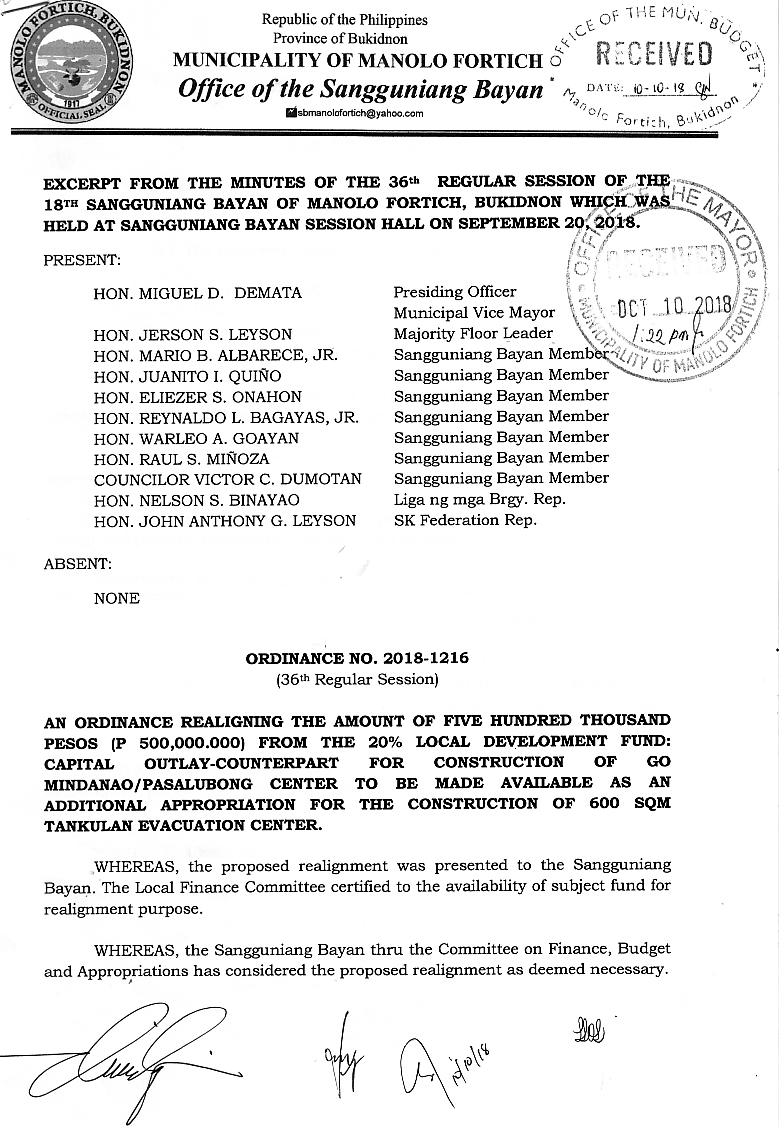 MANOLO FORTICH, BUKIDNON
1917
OFFICIAL SEAL
Republic of the Philippines
Province of Bukidnon
MUNICIPALITY OF MANOLO FORTICH
Office of the Sangguniang Bayan
sbmanolofortich@yahoo.com
OFFICE OF THE MUN. BUDGET
RECEIVED
DATE: 10-10-18
Manolo Fortich, Bukidnon
EXCERPT FROM THE MINUTES OF THE 36th REGULAR SESSION OF THE
18TH SANGGUNIANG BAYAN OF MANOLO FORTICH, BUKIDNON WHICH WAS
HELD AT SANGGUNIANG BAYAN SESSION HALL ON SEPTEMBER 20, 2018.
OFFICE OF THE MAYOR
RECEIVED
OCT 10 2018
1:22 pm
MUNICIPALITY OF MANOLO FORTICH
PRESENT:
HON. MIGUEL D. DEMATA Presiding Officer
Municipal Vice Mayor
HON. JERSON S. LEYSON Majority Floor Leader
HON. MARIO B. ALBARECE, JR. Sangguniang Bayan Member
HON. JUANITO I. QUIÑO Sangguniang Bayan Member
HON. ELIEZER S. ONAHON Sangguniang Bayan Member
HON. REYNALDO L. BAGAYAS, JR. Sangguniang Bayan Member
HON. WARLEO A. GOAYAN Sangguniang Bayan Member
HON. RAUL S. MIÑOZA Sangguniang Bayan Member
COUNCILOR VICTOR C. DUMOTAN Sangguniang Bayan Member
HON. NELSON S. BINAYAO Liga ng mga Brgy. Rep.
HON. JOHN ANTHONY G. LEYSON SK Federation Rep.
ABSENT:
NONE
ORDINANCE NO. 2018-1216
(36th Regular Session)
AN ORDINANCE REALIGNING THE AMOUNT OF FIVE HUNDRED THOUSAND
PESOS (P 500,000.000) FROM THE 20% LOCAL DEVELOPMENT FUND:
CAPITAL OUTLAY-COUNTERPART FOR CONSTRUCTION OF GO
MINDANAO/PASALUBONG CENTER TO BE MADE AVAILABLE AS AN
ADDITIONAL APPROPRIATION FOR THE CONSTRUCTION OF 600 SQM
TANKULAN EVACUATION CENTER.
WHEREAS, the proposed realignment was presented to the Sangguniang
Bayan. The Local Finance Committee certified to the availability of subject fund for
realignment purpose.
WHEREAS, the Sangguniang Bayan thru the Committee on Finance, Budget
and Appropriations has considered the proposed realignment as deemed necessary.
10/10/18